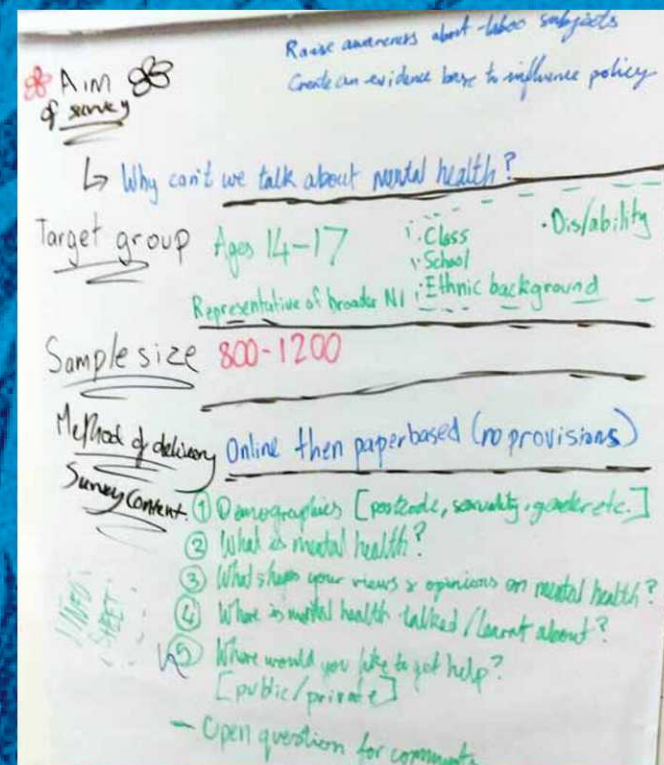 Raise awareness about taboo subjects
Create an evidence base to influence policy
Aim
of survey
↳ Why can't we talk about mental health?
Target group Ages 14-17
· Class
· School
· Ethnic background
· Dis/ability
Representative of broader NI
Sample size 800-1200
Method of delivery Online then paperbased (no provisions)
Survey Content.
① Demographics [postcode, sexuality, gender etc.]
② What is mental health?
③ What shapes your views & opinions on mental health?
④ Where is mental health talked/learnt about?
⑤ Where would you like to get help?
[public/private]
INFO
SHEET
- Open question for comments